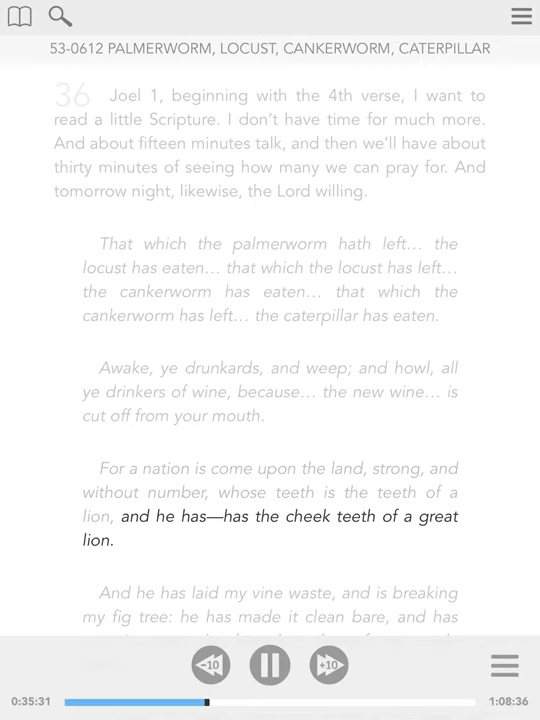 53-0612 PALMERWORM, LOCUST, CANKERWORM, CATERPILLAR
36 Joel 1, beginning with the 4th verse, I want to
read a little Scripture. I don't have time for much more.
And about fifteen minutes talk, and then we'll have about
thirty minutes of seeing how many we can pray for. And
tomorrow night, likewise, the Lord willing.
That which the palmerworm hath left… the
locust has eaten… that which the locust has left…
the cankerworm has eaten… that which the
cankerworm has left… the caterpillar has eaten.
Awake, ye drunkards, and weep; and howl, all
ye drinkers of wine, because… the new wine… is
cut off from your mouth.
For a nation is come upon the land, strong, and
without number, whose teeth is the teeth of a
lion, and he has—has the cheek teeth of a great
lion.
And he has laid my vine waste, and is breaking
my fig tree: he has made it clean bare, and has
-10 +10
0:35:31 1:08:36